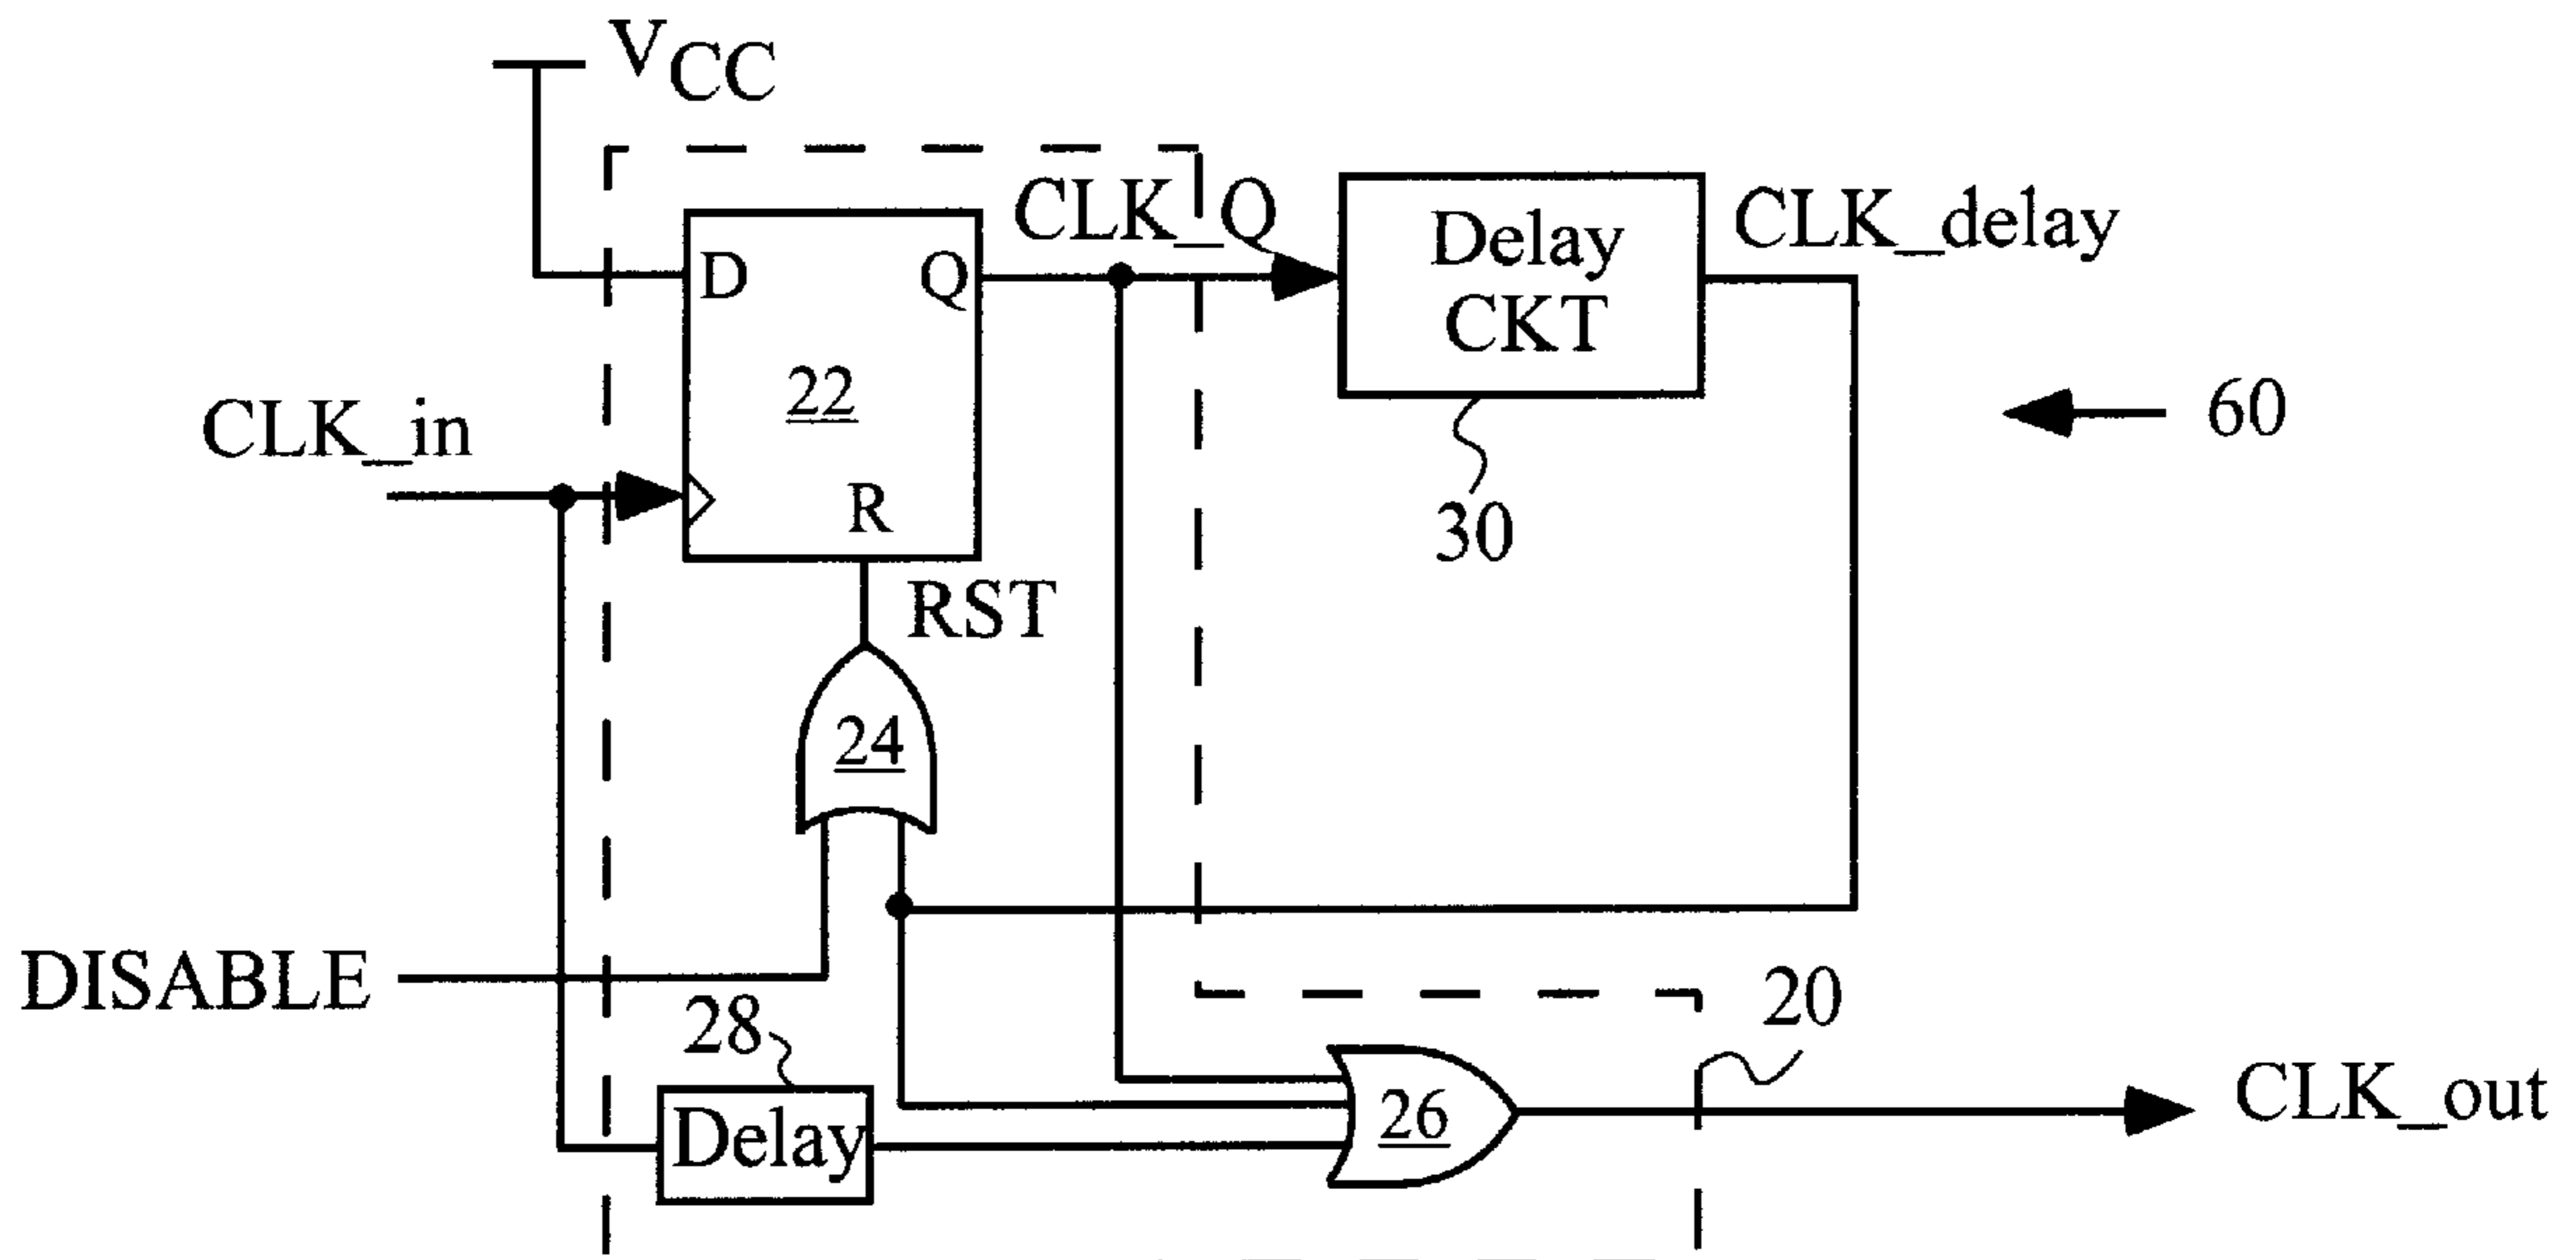 VCC
CLK_Q
Delay
CKT
CLK_delay
D
Q
22
CLK_in
R
60
30
RST
24
DISABLE
28
20
Delay
26
CLK_out